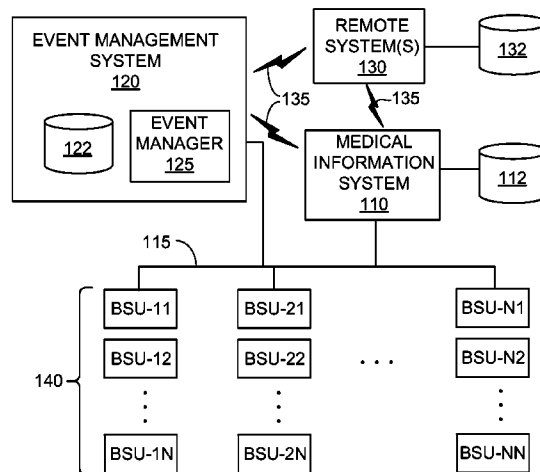 EVENT MANAGEMENT
SYSTEM
120
122
EVENT
MANAGER
125
REMOTE
SYSTEM(S)
130
132
135
135
MEDICAL
INFORMATION
SYSTEM
110
112
115
140
BSU-11
BSU-21
BSU-N1
BSU-12
BSU-22
. . .
BSU-N2
BSU-1N
BSU-2N
BSU-NN